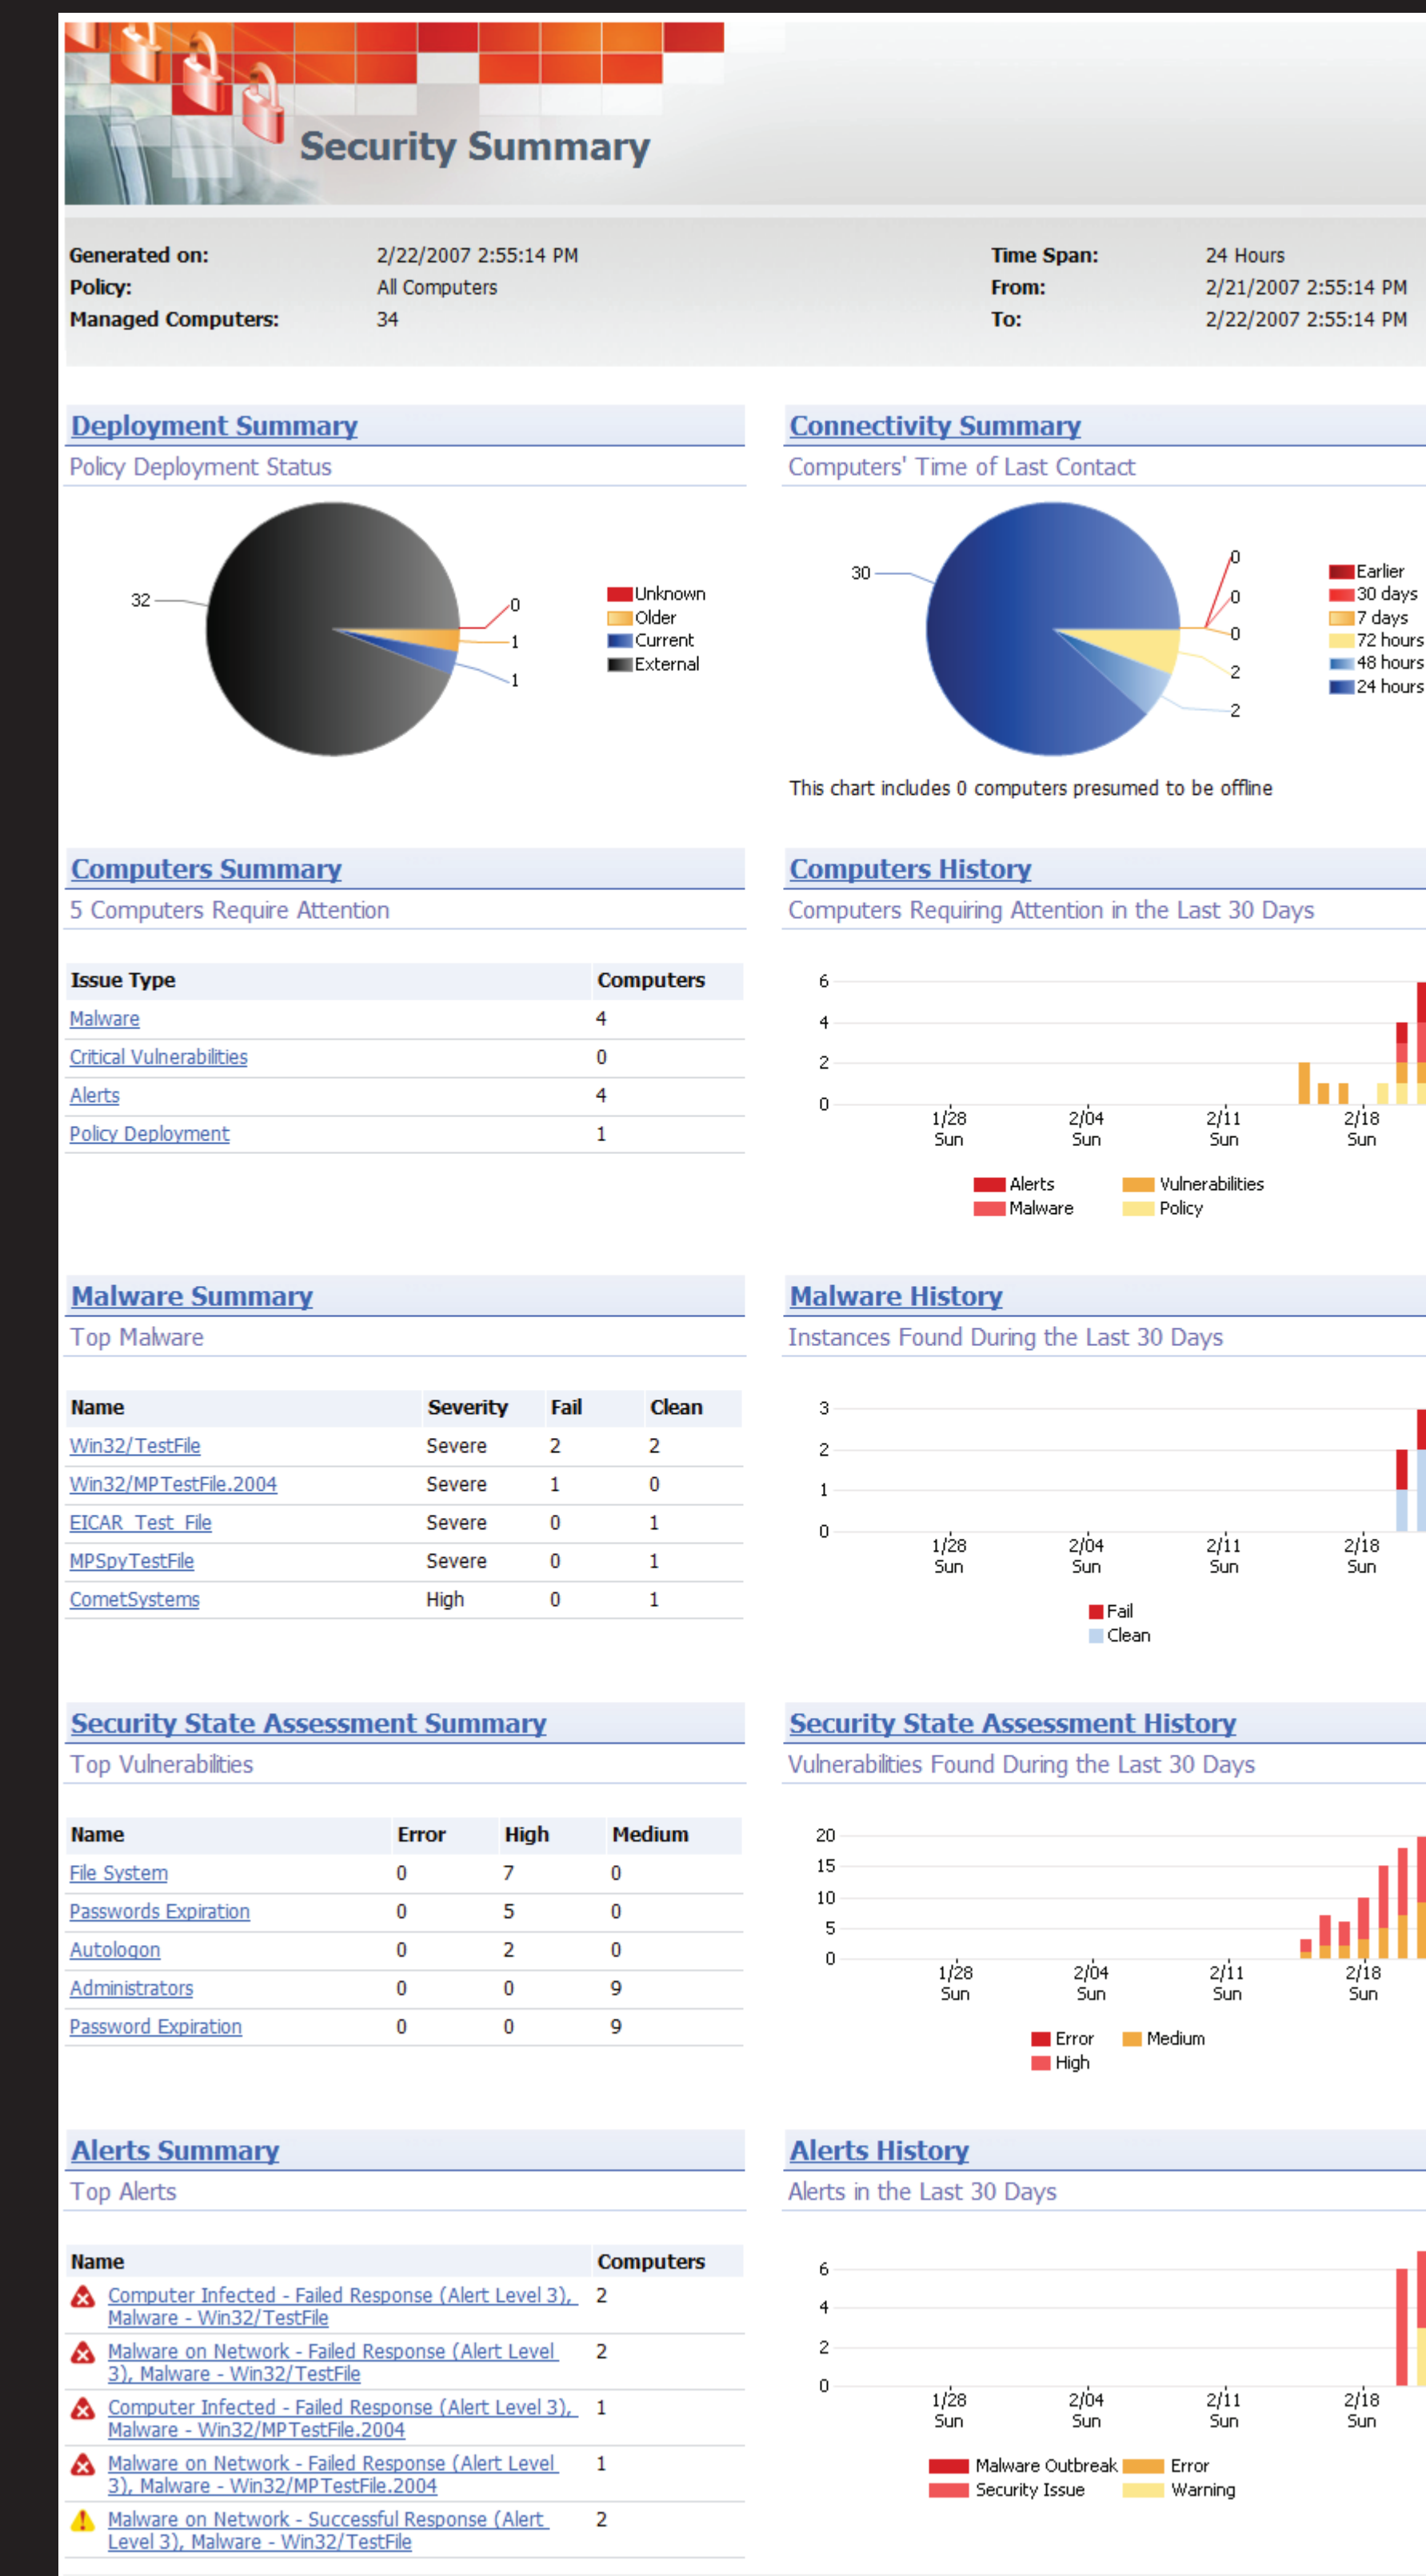 Security Summary
Generated on: 2/22/2007 2:55:14 PM
Policy: All Computers
Managed Computers: 34
Time Span: 24 Hours
From: 2/21/2007 2:55:14 PM
To: 2/22/2007 2:55:14 PM
Deployment Summary
Policy Deployment Status
32
0
1
1
Unknown
Older
Current
External
Connectivity Summary
Computers' Time of Last Contact
30
0
0
0
2
2
Earlier
30 days
7 days
72 hours
48 hours
24 hours
This chart includes 0 computers presumed to be offline
Computers Summary
5 Computers Require Attention
Issue Type Computers
Malware 4
Critical Vulnerabilities 0
Alerts 4
Policy Deployment 1
Computers History
Computers Requiring Attention in the Last 30 Days
6
4
2
0
1/28 2/04 2/11 2/18
Sun Sun Sun Sun
Alerts Vulnerabilities
Malware Policy
Malware Summary
Top Malware
Name Severity Fail Clean
Win32/TestFile Severe 2 2
Win32/MPTestFile.2004 Severe 1 0
EICAR_Test_File Severe 0 1
MPSpyTestFile Severe 0 1
CometSystems High 0 1
Malware History
Instances Found During the Last 30 Days
3
2
1
0
1/28 2/04 2/11 2/18
Sun Sun Sun Sun
Fail
Clean
Security State Assessment Summary
Top Vulnerabilities
Name Error High Medium
File System 0 7 0
Passwords Expiration 0 5 0
Autologon 0 2 0
Administrators 0 0 9
Password Expiration 0 0 9
Security State Assessment History
Vulnerabilities Found During the Last 30 Days
20
15
10
5
0
1/28 2/04 2/11 2/18
Sun Sun Sun Sun
Error Medium
High
Alerts Summary
Top Alerts
Name Computers
Computer Infected - Failed Response (Alert Level 3), 2
Malware - Win32/TestFile
Malware on Network - Failed Response (Alert Level 2
3), Malware - Win32/TestFile
Computer Infected - Failed Response (Alert Level 3), 1
Malware - Win32/MPTestFile.2004
Malware on Network - Failed Response (Alert Level 1
3), Malware - Win32/MPTestFile.2004
Malware on Network - Successful Response (Alert 2
Level 3), Malware - Win32/TestFile
Alerts History
Alerts in the Last 30 Days
6
4
2
0
1/28 2/04 2/11 2/18
Sun Sun Sun Sun
Malware Outbreak Error
Security Issue Warning